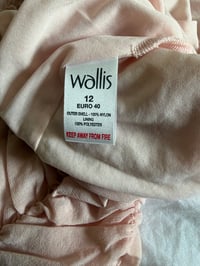 wallis
12
EURO 40
OUTER SHELL - 100% NYLON
LINING
100% POLYESTER
KEEP AWAY FROM FIRE